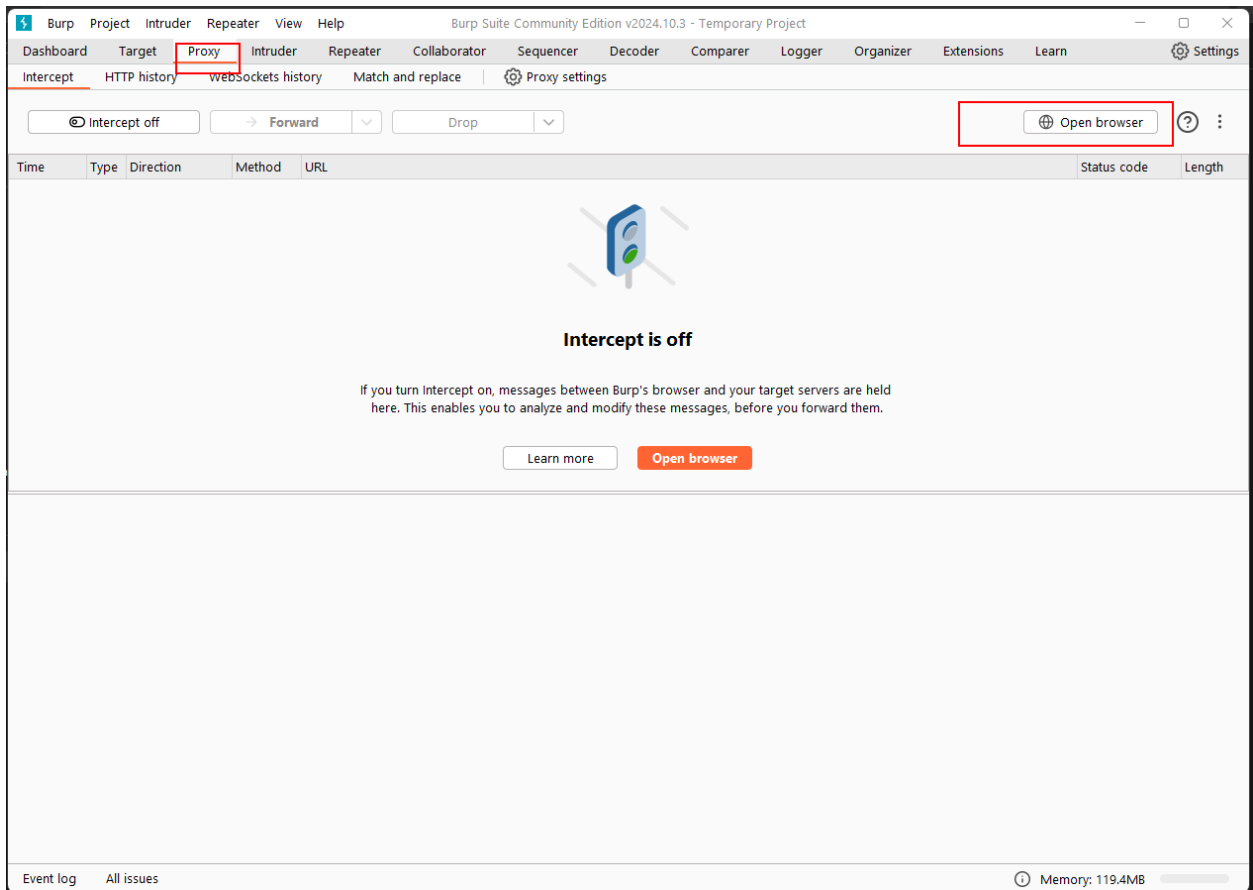 Burp Project Intruder Repeater View Help Burp Suite Community Edition v2024.10.3 - Temporary Project
Dashboard Target Proxy Intruder Repeater Collaborator Sequencer Decoder Comparer Logger Organizer Extensions Learn Settings
Intercept HTTP history WebSockets history Match and replace Proxy settings
Intercept off Forward Drop Open browser
Time Type Direction Method URL Status code Length
Intercept is off
If you turn Intercept on, messages between Burp's browser and your target servers are held
here. This enables you to analyze and modify these messages, before you forward them.
Learn more Open browser
Event log All issues Memory: 119.4MB